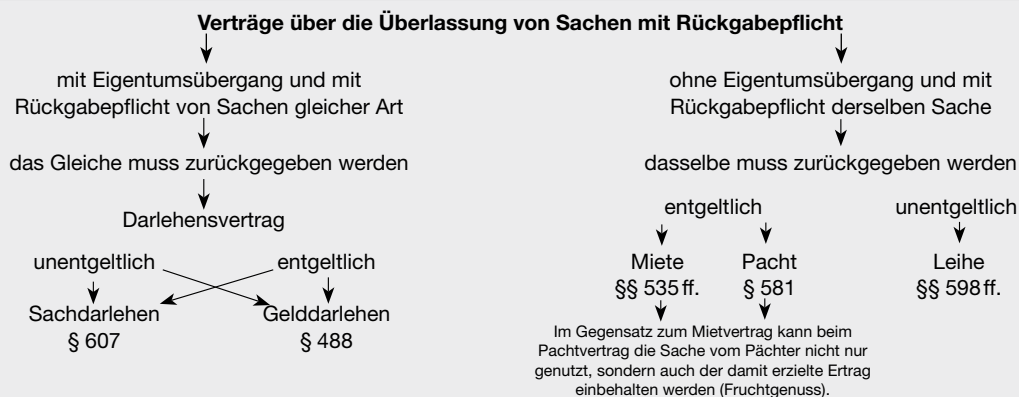 Verträge über die Überlassung von Sachen mit Rückgabepflicht
mit Eigentumsübergang und mit
Rückgabepflicht von Sachen gleicher Art
das Gleiche muss zurückgegeben werden
Darlehensvertrag
unentgeltlich
entgeltlich
Sachdarlehen
§ 607
Gelddarlehen
§ 488
ohne Eigentumsübergang und mit
Rückgabepflicht derselben Sache
dasselbe muss zurückgegeben werden
entgeltlich
unentgeltlich
Miete
§§ 535 ff.
Pacht
§ 581
Leihe
§§ 598 ff.
Im Gegensatz zum Mietvertrag kann beim
Pachtvertrag die Sache vom Pächter nicht nur
genutzt, sondern auch der damit erzielte Ertrag
einbehalten werden (Fruchtgenuss).